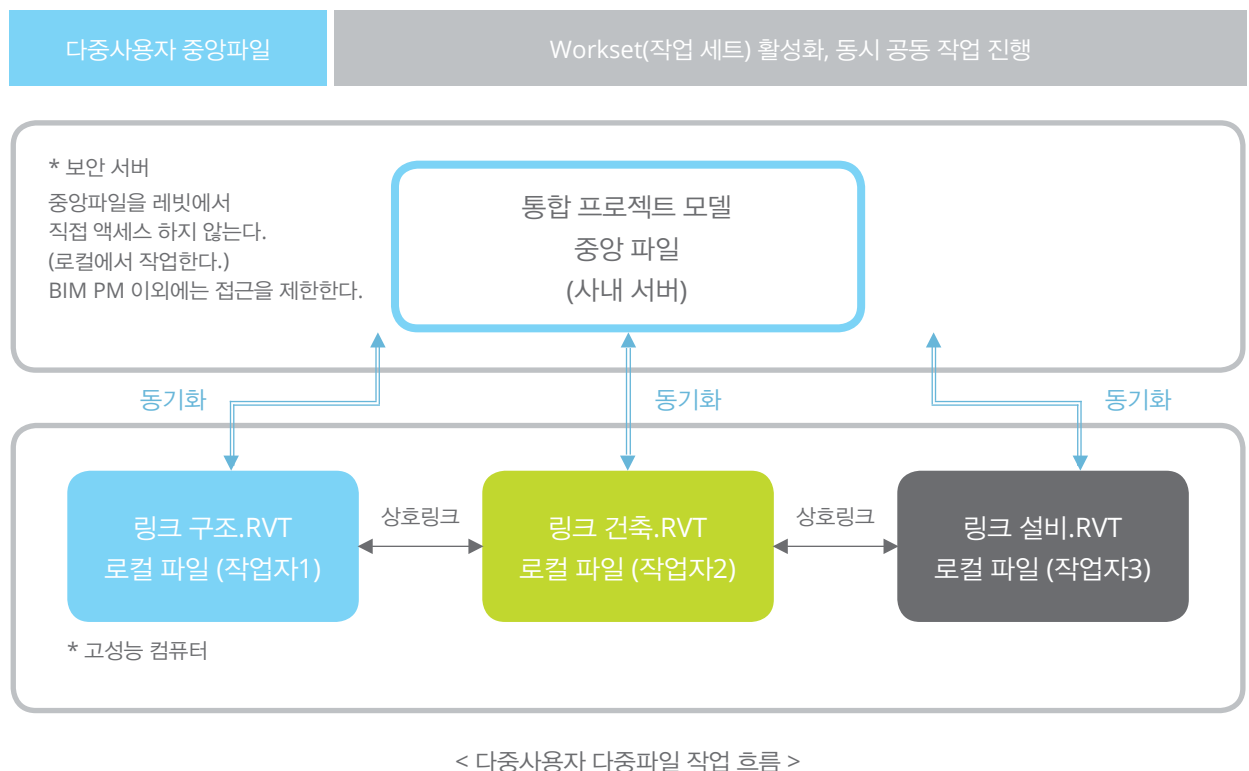 다중사용자 중앙파일
Workset(작업 세트) 활성화, 동시 공동 작업 진행
* 보안 서버
중앙파일을 레빗에서
직접 액세스 하지 않는다.
(로컬에서 작업한다.)
BIM PM 이외에는 접근을 제한한다.
통합 프로젝트 모델
중앙 파일
(사내 서버)
동기화
동기화
동기화
링크 구조.RVT
로컬 파일 (작업자1)
상호링크
링크 건축.RVT
로컬 파일 (작업자2)
상호링크
링크 설비.RVT
로컬 파일 (작업자3)
* 고성능 컴퓨터
< 다중사용자 다중파일 작업 흐름 >